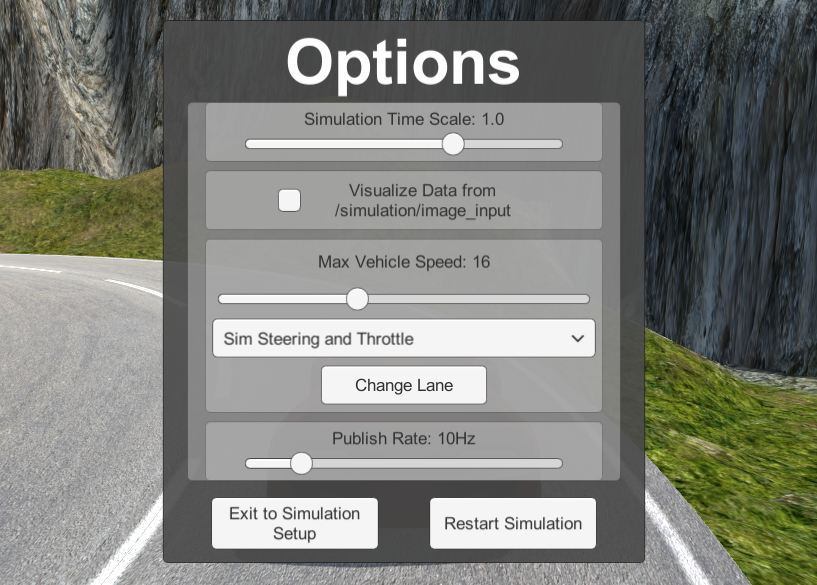 Options
Simulation Time Scale: 1.0
Visualize Data from
/simulation/image_input
Max Vehicle Speed: 16
Sim Steering and Throttle
Change Lane
Publish Rate: 10Hz
Exit to Simulation
Setup
Restart Simulation